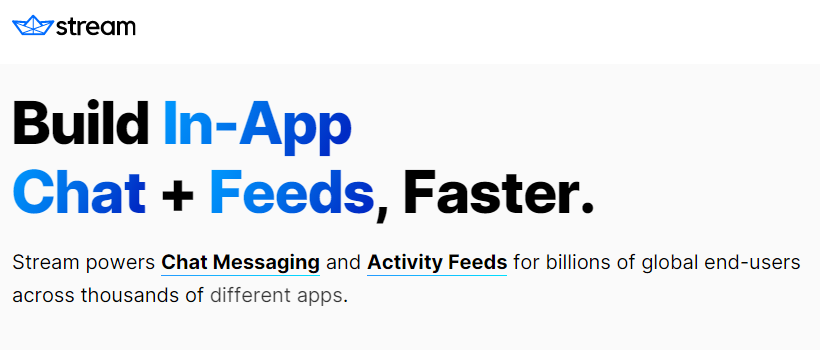 stream
Build In-App
Chat + Feeds, Faster.
Stream powers Chat Messaging and Activity Feeds for billions of global end-users
across thousands of different apps.